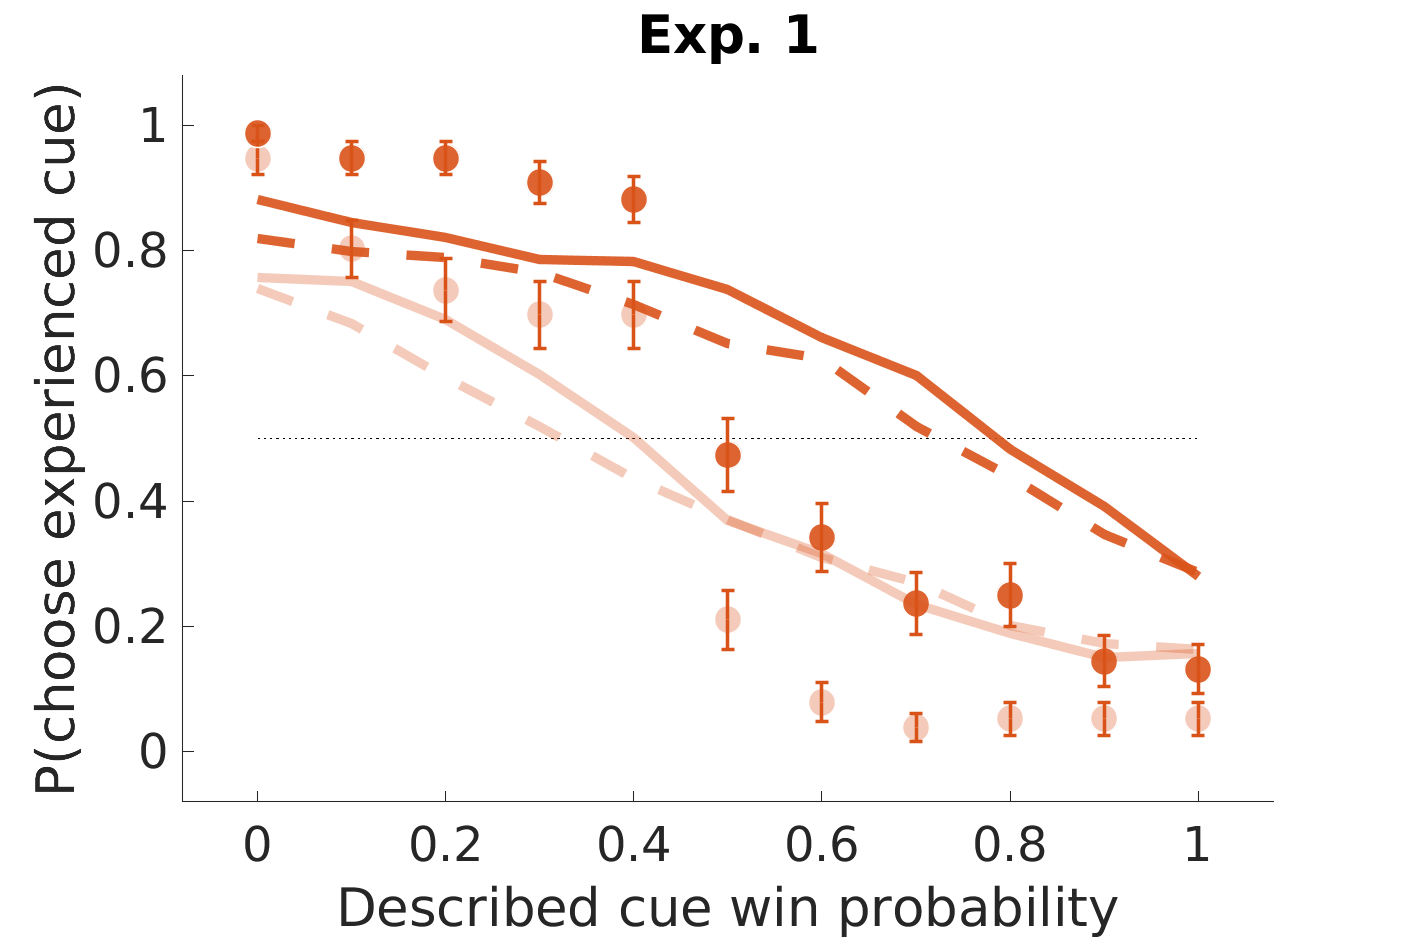 Exp. 1
P(choose experienced cue)
1
0.8
0.6
0.4
0.2
0
0 0.2 0.4 0.6 0.8 1
Described cue win probability